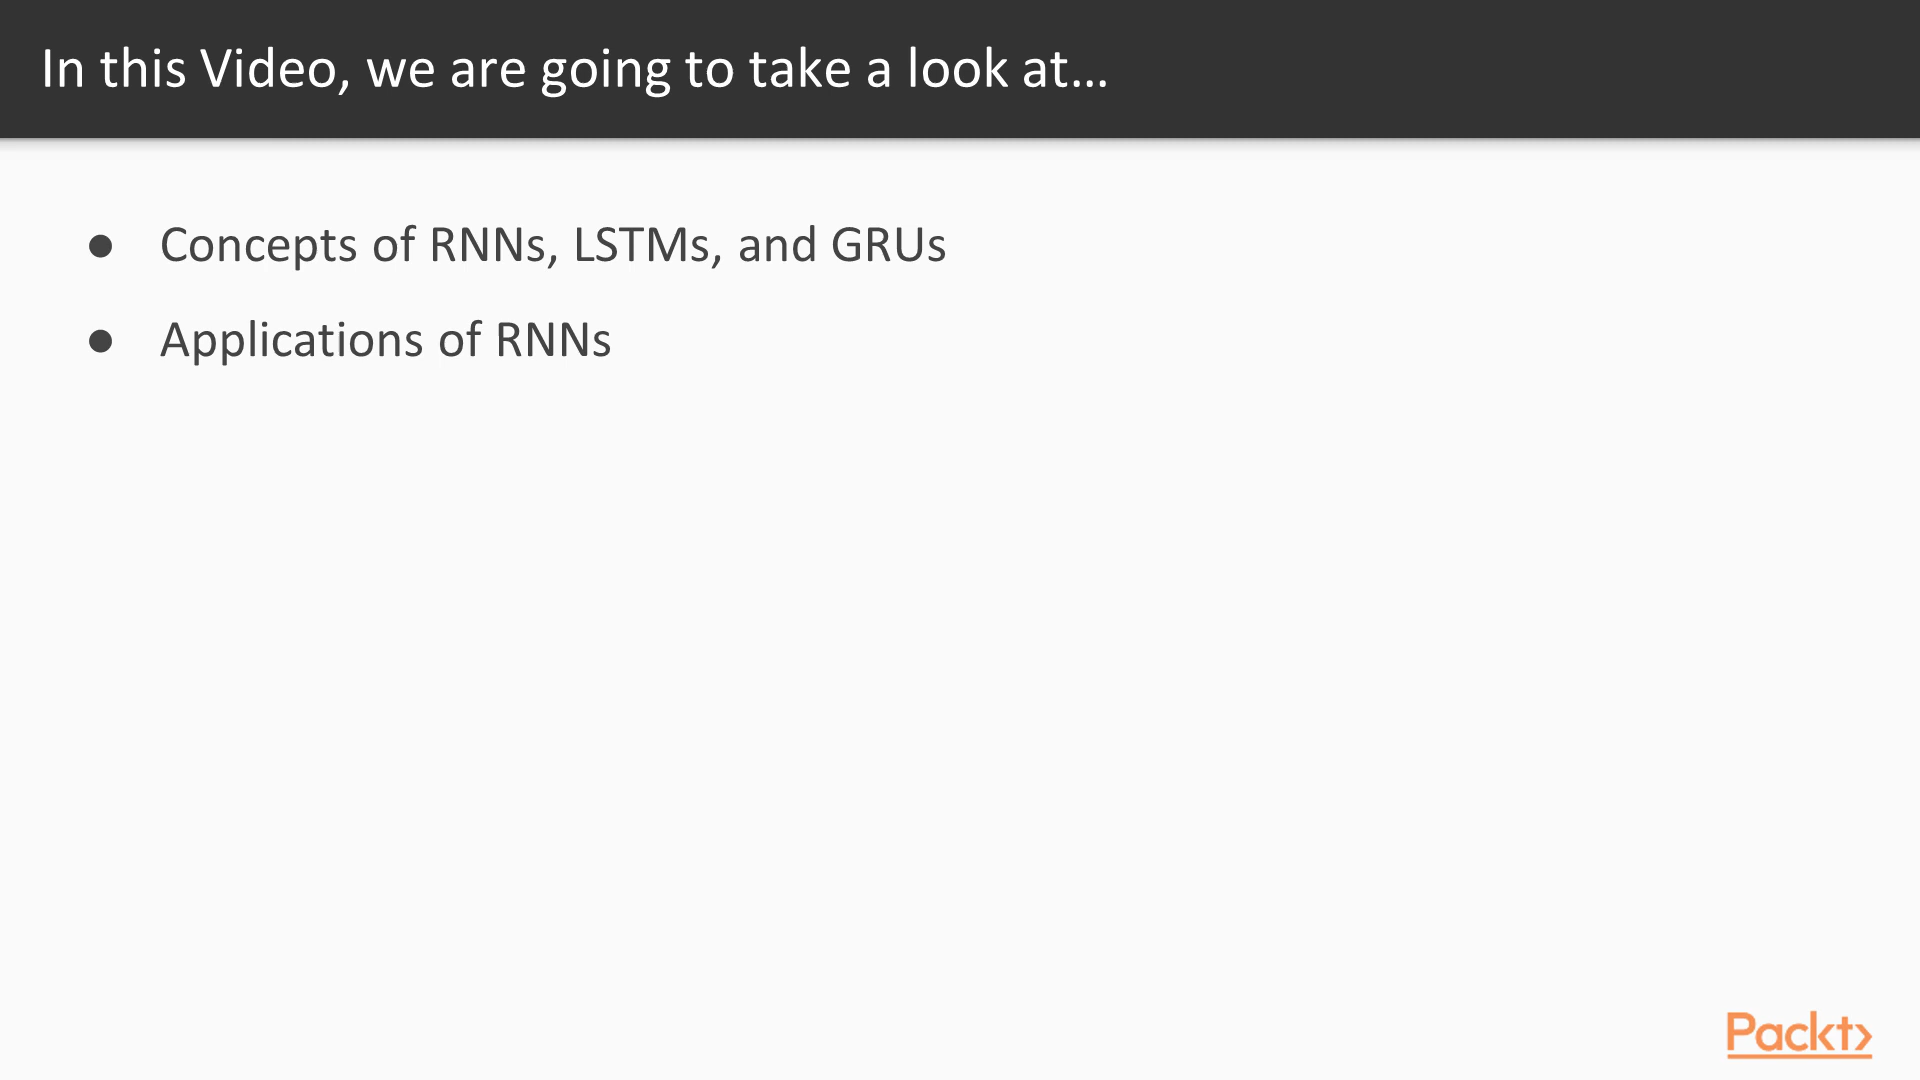 In this Video, we are going to take a look at...
● Concepts of RNNs, LSTMs, and GRUs
● Applications of RNNs
Packt>